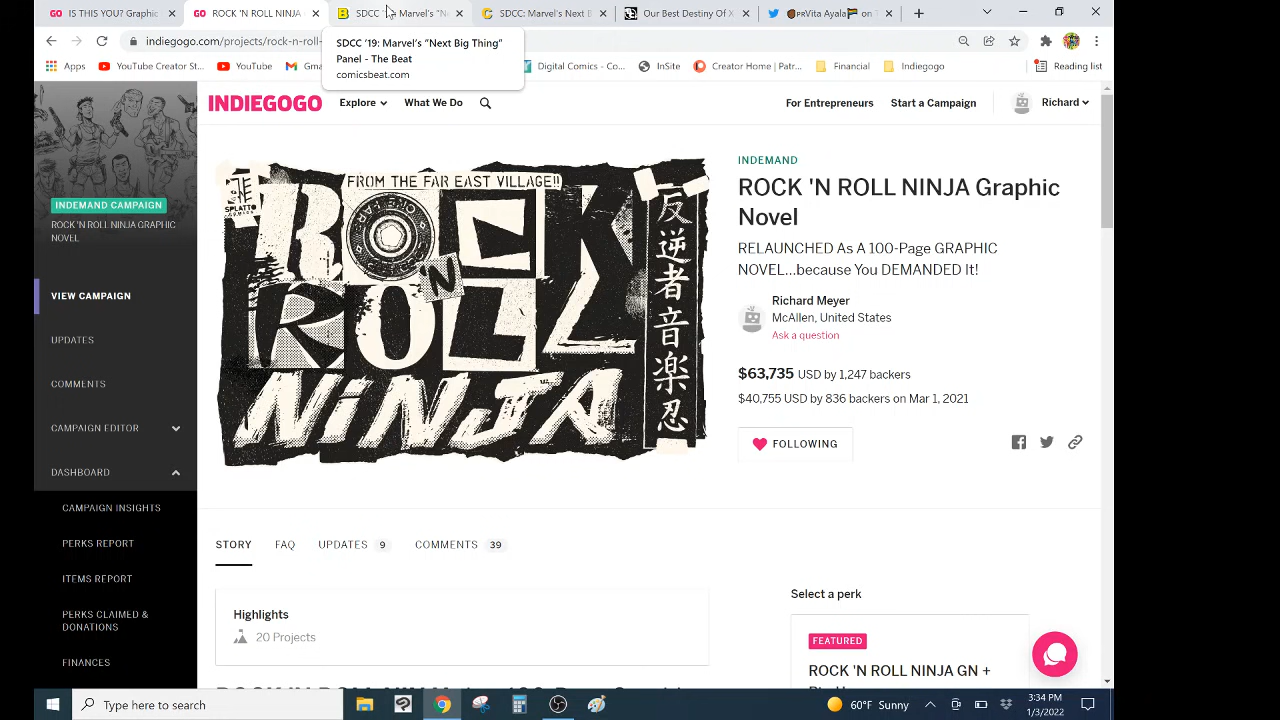 IS THIS YOU? Graphic
ROCK 'N ROLL NINJA
SDCC '19: Marvel's "Ne
SDCC: Marvel's Next B
Our Best Destiny Of X
Vita Ayala on T
indiegogo.com/projects/rock-n-roll-
SDCC '19: Marvel's "Next Big Thing"
Panel - The Beat
comicsbeat.com
Apps
YouTube Creator St...
YouTube
Gm
Digital Comics - Co...
InSite
Creator Home | Patr...
Financial
Indiegogo
Reading list
INDIEGOGO
Explore
What We Do
For Entrepreneurs
Start a Campaign
Richard
INDEMAND CAMPAIGN
ROCK 'N ROLL NINJA GRAPHIC
NOVEL
VIEW CAMPAIGN
UPDATES
COMMENTS
CAMPAIGN EDITOR
DASHBOARD
CAMPAIGN INSIGHTS
PERKS REPORT
ITEMS REPORT
PERKS CLAIMED &
DONATIONS
FINANCES
FROM THE FAR EAST VILLAGE!!
SPLATTO
ROCK
'N
ROLL
NINJA
反逆者音楽忍
INDEMAND
ROCK 'N ROLL NINJA Graphic
Novel
RELAUNCHED As A 100-Page GRAPHIC
NOVEL...because You DEMANDED It!
Richard Meyer
McAllen, United States
Ask a question
$63,735 USD by 1,247 backers
$40,755 USD by 836 backers on Mar 1, 2021
FOLLOWING
STORY
FAQ
UPDATES 9
COMMENTS 39
Highlights
20 Projects
Select a perk
FEATURED
ROCK 'N ROLL NINJA GN +
Type here to search
60°F Sunny
3:34 PM
1/3/2022